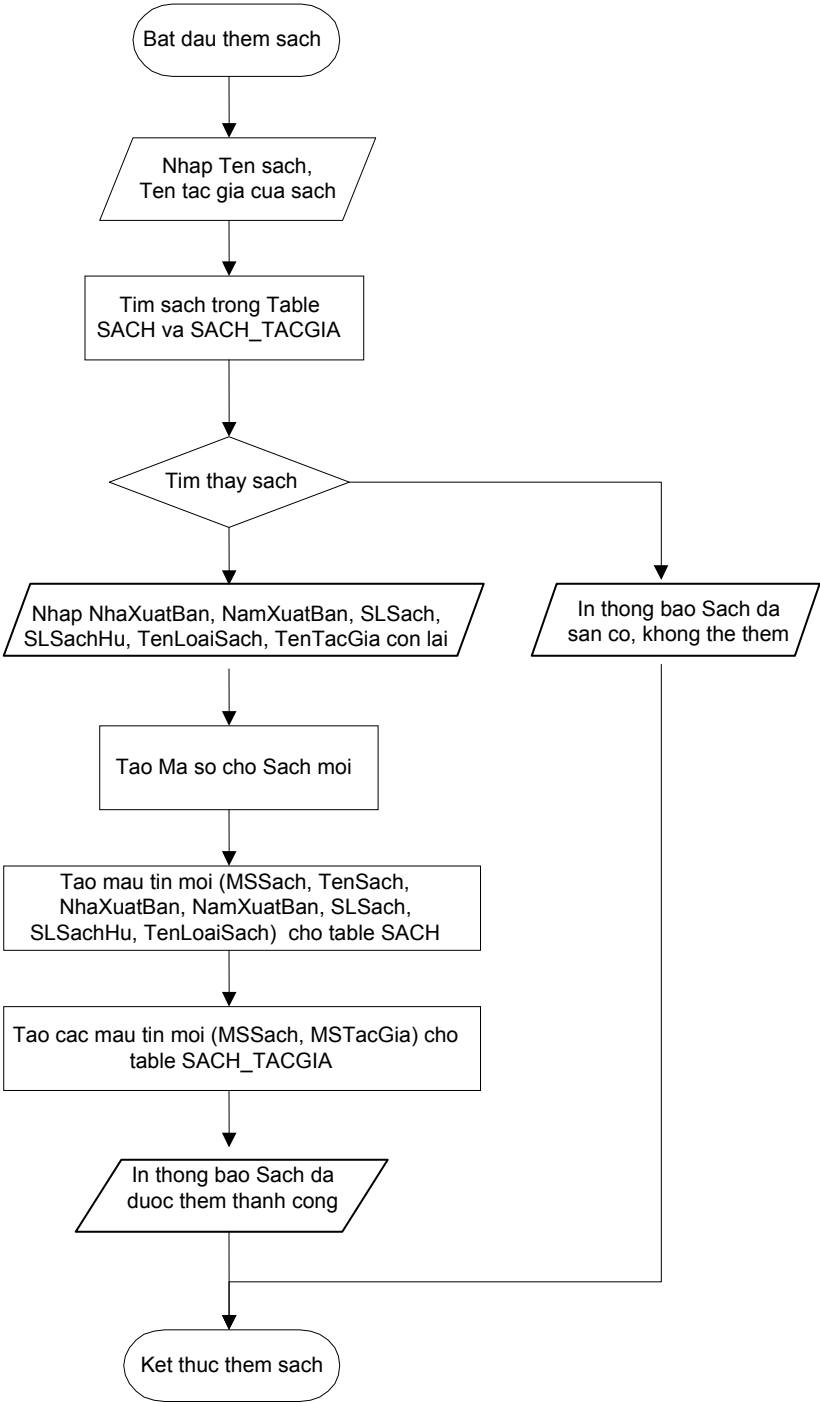 Bat dau them sach
Nhap Ten sach,
Ten tac gia cua sach
Tim sach trong Table
SACH va SACH_TACGIA
Tim thay sach
Nhap NhaXuatBan, NamXuatBan, SLSach,
SLSachHu, TenLoaiSach, TenTacGia con lai
In thong bao Sach da
san co, khong the them
Tao Ma so cho Sach moi
Tao mau tin moi (MSSach, TenSach,
NhaXuatBan, NamXuatBan, SLSach,
SLSachHu, TenLoaiSach) cho table SACH
Tao cac mau tin moi (MSSach, MSTacGia) cho
table SACH_TACGIA
In thong bao Sach da
duoc them thanh cong
Ket thuc them sach